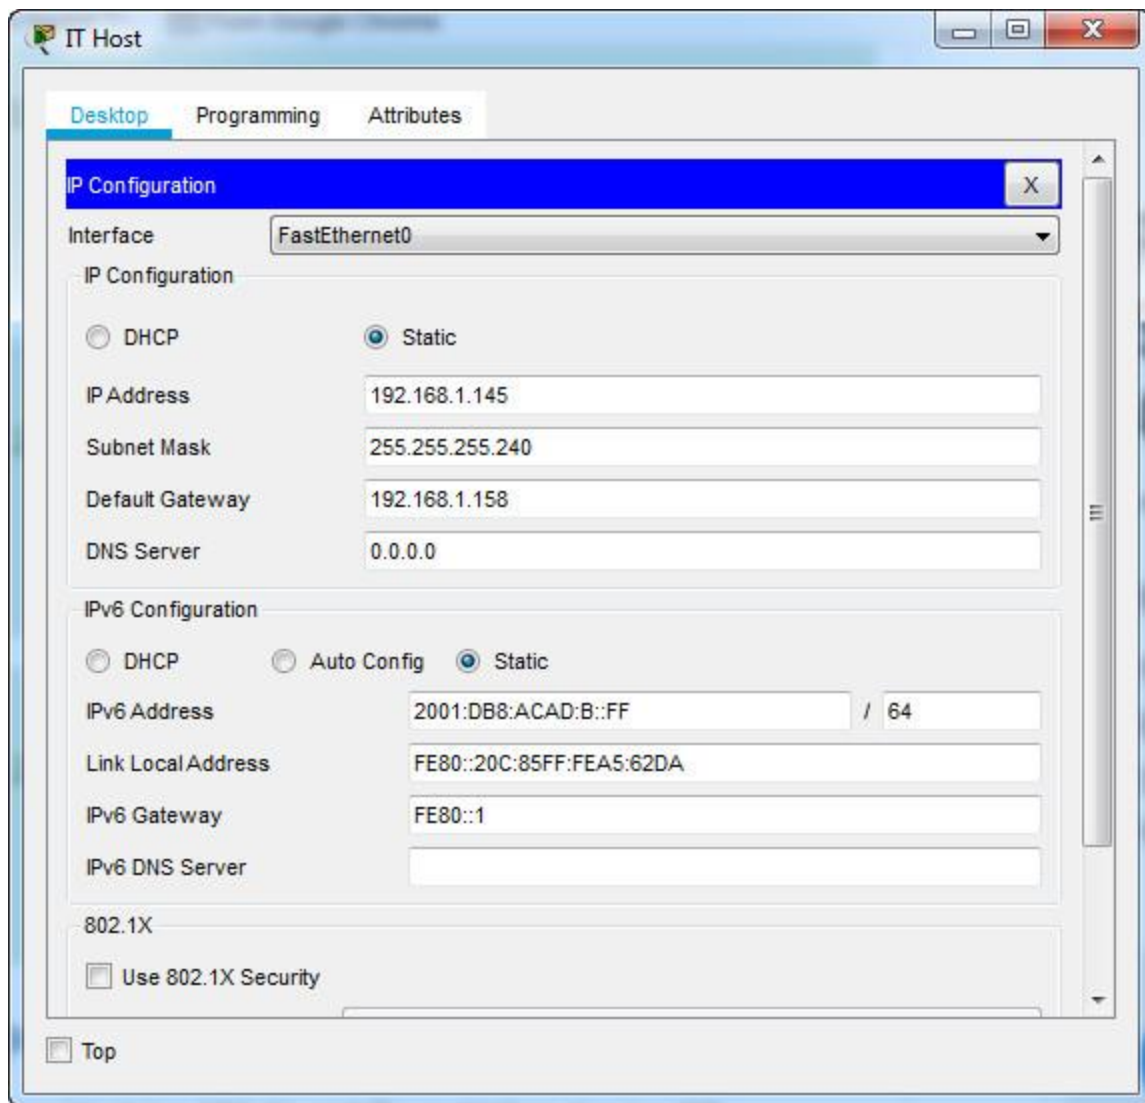 IT Host
Desktop Programming Attributes
IP Configuration X
Interface FastEthernet0
IP Configuration
DHCP Static
IP Address 192.168.1.145
Subnet Mask 255.255.255.240
Default Gateway 192.168.1.158
DNS Server 0.0.0.0
IPv6 Configuration
DHCP Auto Config Static
IPv6 Address 2001:DB8:ACAD:B::FF / 64
Link Local Address FE80::20C:85FF:FEA5:62DA
IPv6 Gateway FE80::1
IPv6 DNS Server
802.1X
Use 802.1X Security
Top